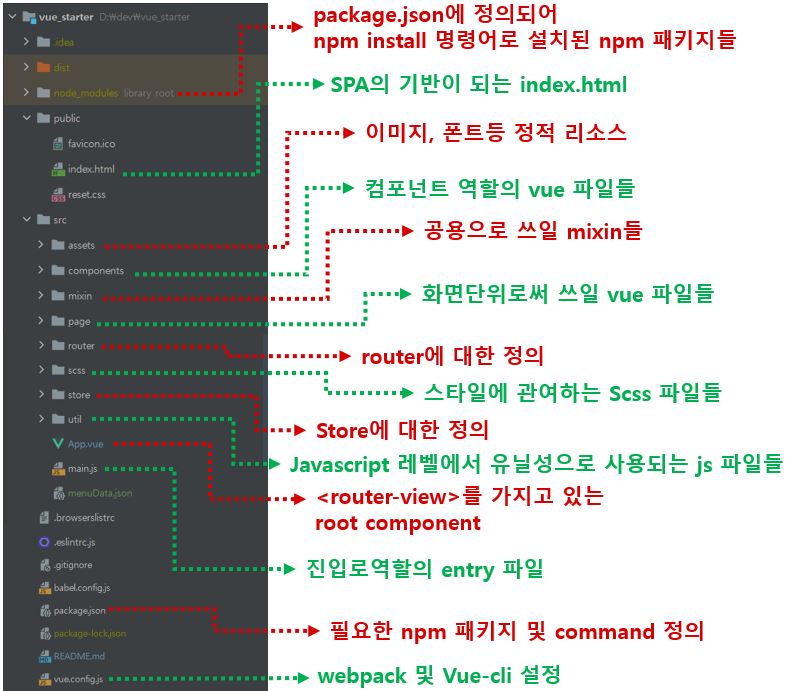 vue_starter D:\dev\vue_starter
.idea
dist
node_modules library root
public
favicon.ico
index.html
reset.css
src
assets
components
mixin
page
router
scss
store
util
App.vue
main.js
menuData.json
.browserslistrc
.eslintrc.js
.gitignore
babel.config.js
package.json
package-lock.json
README.md
vue.config.js
package.json에 정의되어
npm install 명령어로 설치된 npm 패키지들
SPA의 기반이 되는 index.html
이미지, 폰트등 정적 리소스
컴포넌트 역할의 vue 파일들
공용으로 쓰일 mixin들
화면단위로써 쓰일 vue 파일들
router에 대한 정의
스타일에 관여하는 Scss 파일들
Store에 대한 정의
Javascript 레벨에서 유닐성으로 사용되는 js 파일들
<router-view>를 가지고 있는
root component
진입로역할의 entry 파일
필요한 npm 패키지 및 command 정의
webpack 및 Vue-cli 설정